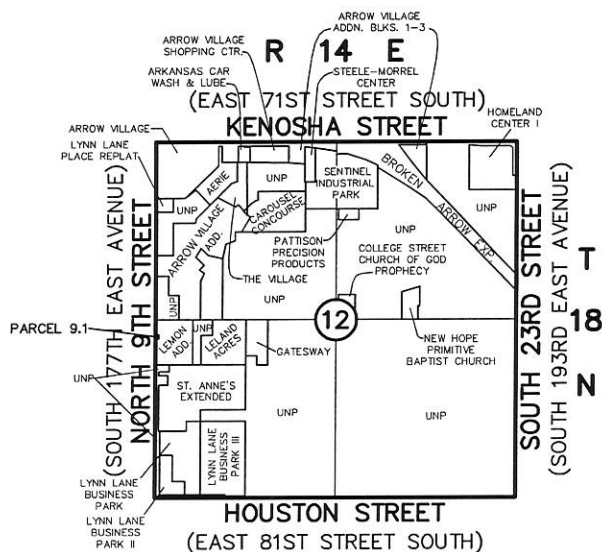 ARROW VILLAGE
ADDN. BLKS. 1-3
ARROW VILLAGE
SHOPPING CTR.
R 14 E
ARKANSAS CAR
WASH & LUBE
STEELE-MORREL
CENTER
(EAST 71ST STREET SOUTH)
KENOSHA STREET
HOMELAND
CENTER I
ARROW VILLAGE
LYNN LANE
PLACE REPLAT
AERIE
UNP
SENTINEL
INDUSTRIAL
PARK
BROKEN
ARROW EXP.
UNP
UNP
ARROW VILLAGE
ADD.
CAROUSEL
CONCOURSE
UNP
PATTISON
PRECISION
PRODUCTS
COLLEGE STREET
CHURCH OF GOD
PROPHECY
THE VILLAGE
UNP
UNP
12
PARCEL 9.1
LEMON
ADD.
UNP
LELAND
ACRES
GATESWAY
NEW HOPE
PRIMITIVE
BAPTIST CHURCH
UNP
ST. ANNE'S
EXTENDED
UNP
UNP
LYNN LANE
BUSINESS
PARK III
LYNN LANE
BUSINESS
PARK
LYNN LANE
BUSINESS
PARK II
NORTH 9TH STREET
(SOUTH 177TH EAST AVENUE)
SOUTH 23RD STREET
(SOUTH 193RD EAST AVENUE)
T
18
N
HOUSTON STREET
(EAST 81ST STREET SOUTH)